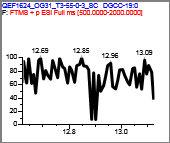 QEF1624_OG31_T3-55-0-3_SC DGCC-19:0
F: FTMS + p ESI Full ms [500.0000-2000.0000]
12.69 12.85 12.96 13.09
100
80
60
40
20
0
12.8 13.0